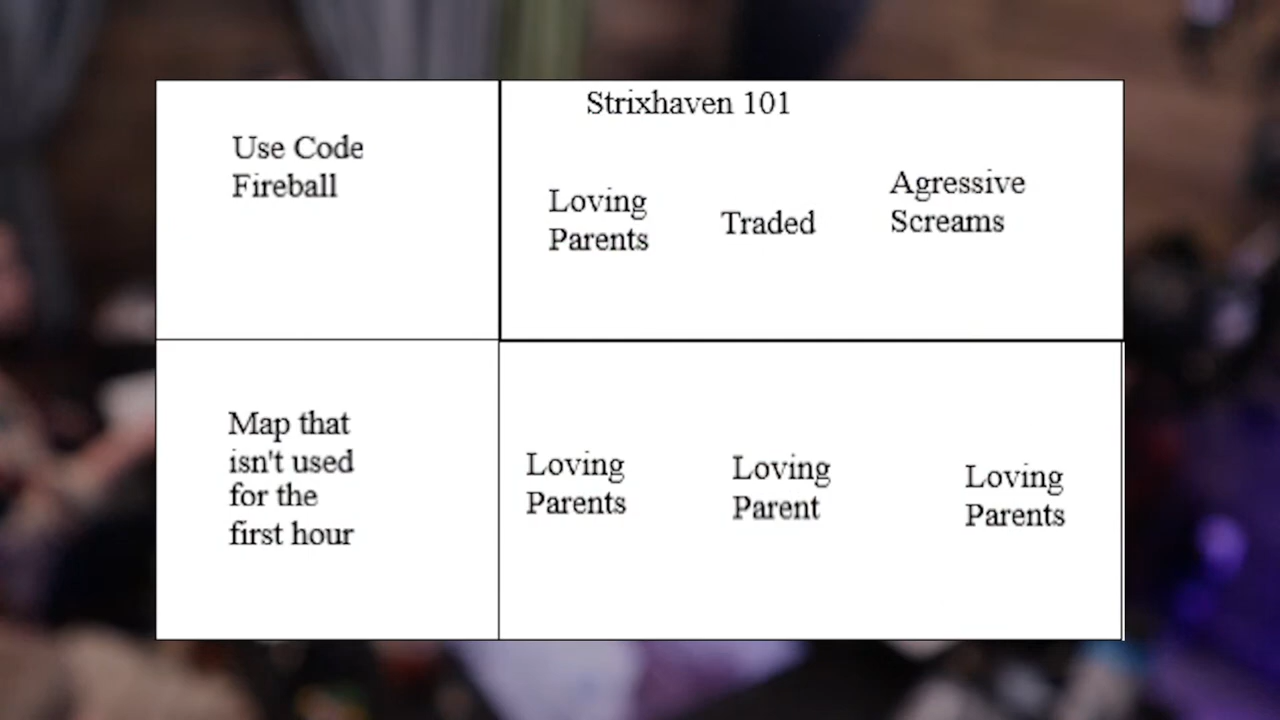 Use Code
Fireball
Strixhaven 101
Loving
Parents
Traded
Agressive
Screams
Map that
isn't used
for the
first hour
Loving
Parents
Loving
Parent
Loving
Parents